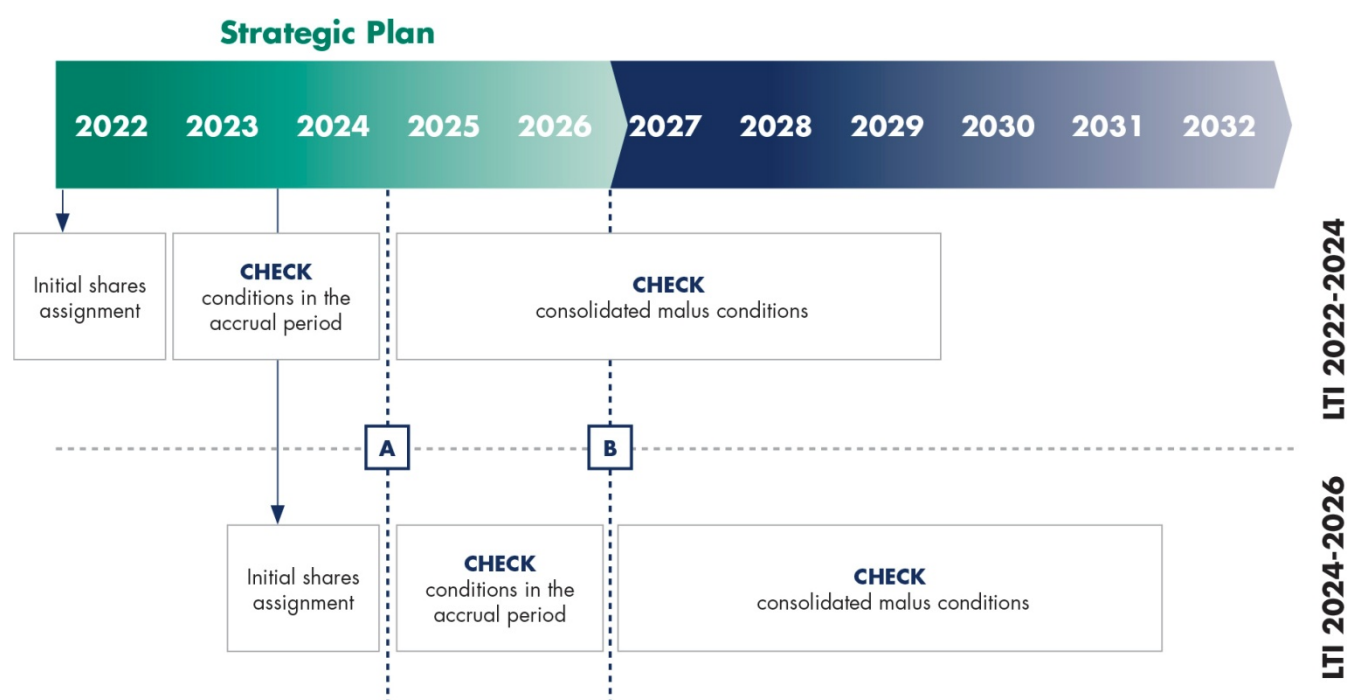 Strategic Plan
2022 2023 2024 2025 2026 2027 2028 2029 2030 2031 2032
Initial shares
assignment
CHECK
conditions in the
accrual period
CHECK
consolidated malus conditions
LTI 2022-2024
A
B
Initial shares
assignment
CHECK
conditions in the
accrual period
CHECK
consolidated malus conditions
LTI 2024-2026